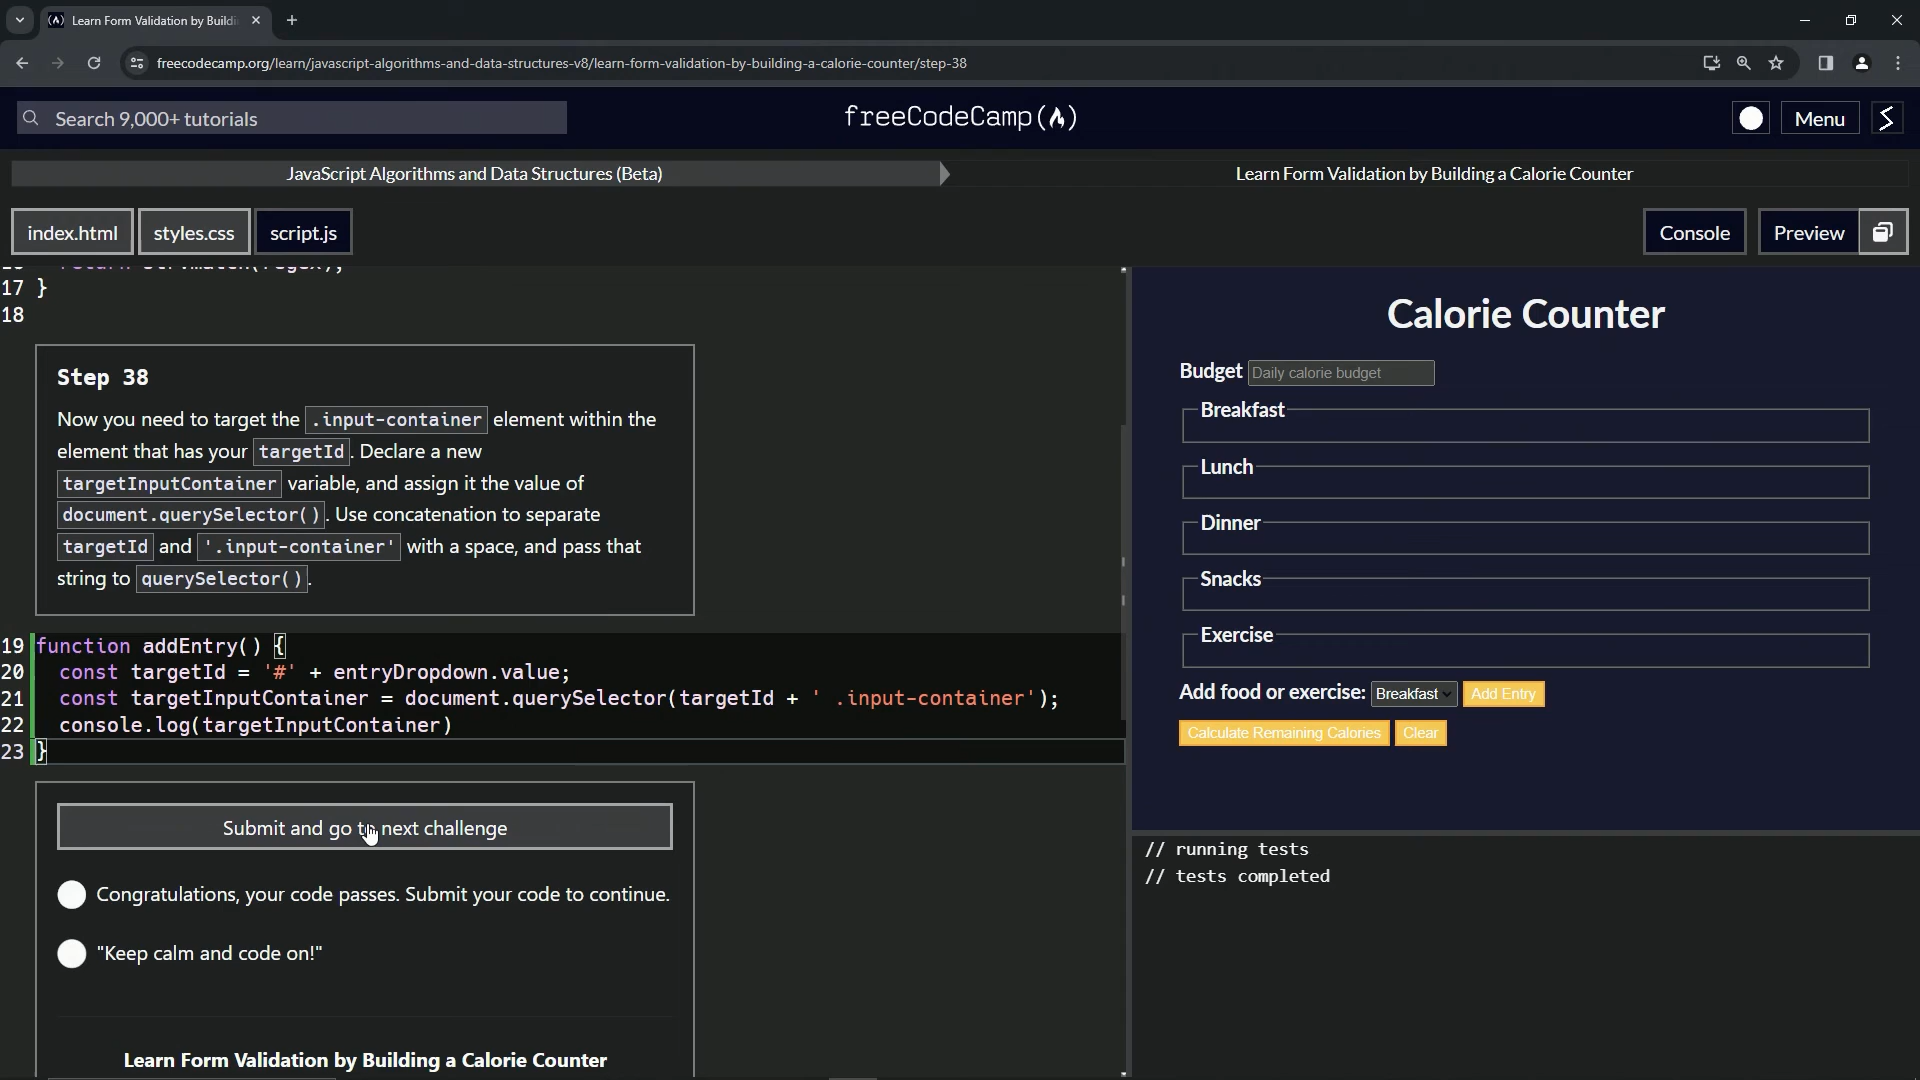 Learn Form Validation by Buildi
freecodecamp.org/learn/javascript-algorithms-and-data-structures-v8/learn-form-validation-by-building-a-calorie-counter/step-38
Search 9,000+ tutorials
freeCodeCamp
Menu
JavaScript Algorithms and Data Structures (Beta)
Learn Form Validation by Building a Calorie Counter
index.html
styles.css
script.js
Console
Preview
17 }
18
Step 38
Now you need to target the .input-container element within the
element that has your targetId. Declare a new
targetInputContainer variable, and assign it the value of
document.querySelector(). Use concatenation to separate
targetId and '.input-container' with a space, and pass that
string to querySelector().
19 function addEntry() {
20 const targetId = '#' + entryDropdown.value;
21 const targetInputContainer = document.querySelector(targetId + ' .input-container');
22 console.log(targetInputContainer)
23 }
Submit and go to next challenge
Congratulations, your code passes. Submit your code to continue.
"Keep calm and code on!"
Learn Form Validation by Building a Calorie Counter
Calorie Counter
Budget Daily calorie budget
Breakfast
Lunch
Dinner
Snacks
Exercise
Add food or exercise: Breakfast Add Entry
Calculate Remaining Calories Clear
// running tests
// tests completed